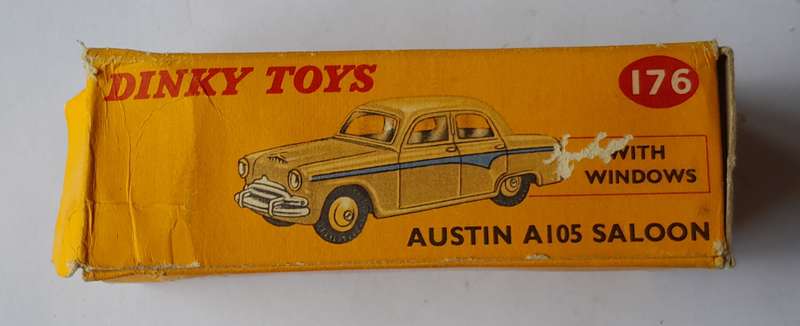 DINKY TOYS
176
WITH
WINDOWS
AUSTIN A105 SALOON